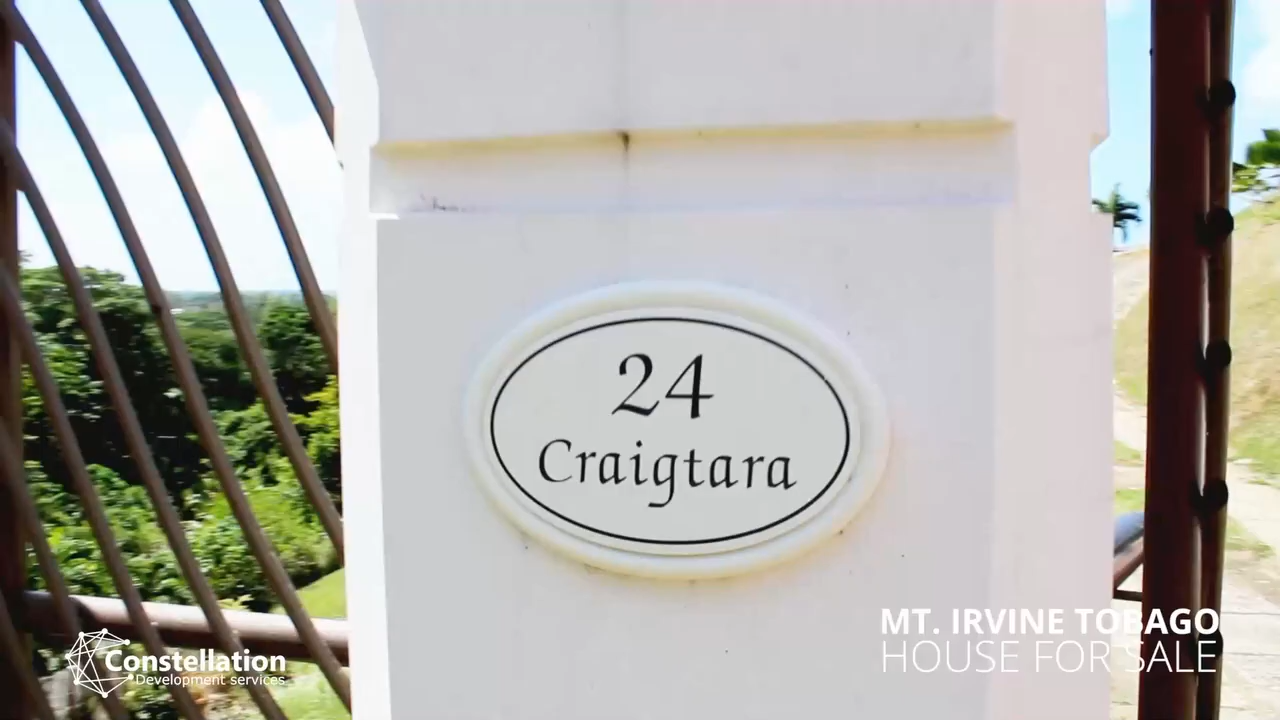 24
Craigtara
MT. IRVINE TOBAGO
HOUSE FOR SALE
Constellation
Development services